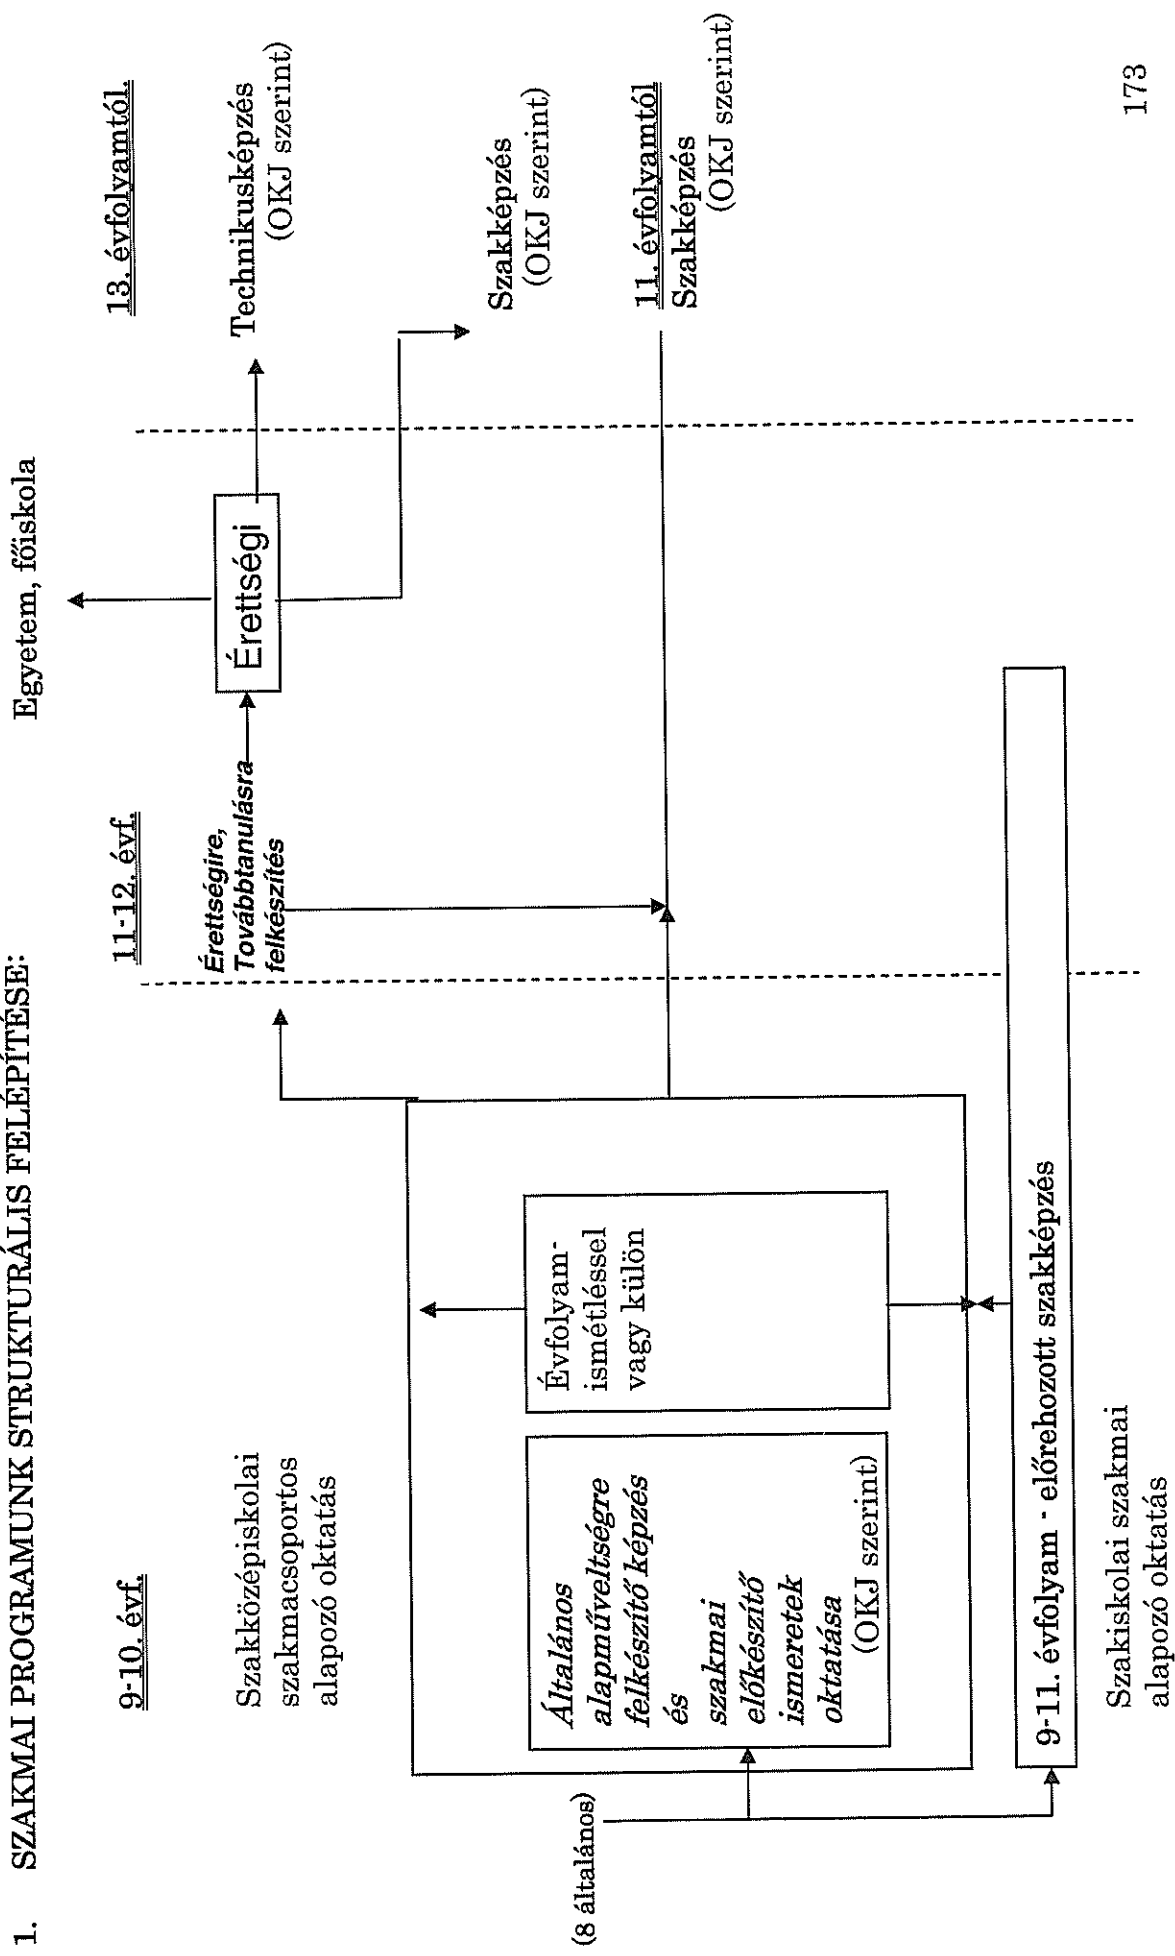 1. SZAKMAI PROGRAMUNK STRUKTURÁLIS FELÉPÍTÉSE:
Egyetem, főiskola
9-10. évf.
11-12. évf.
13. évfolyamtól.
Szakközépiskolai
szakmacsoportos
alapozó oktatás
Érettségire,
Továbbtanulásra
felkészítés
Érettségi
Technikusképzés
(OKJ szerint)
Szakképzés
(OKJ szerint)
(8 általános)
Általános
alapműveltségre
felkészítő képzés
és
szakmai
előkészítő
ismeretek
oktatása
(OKJ szerint)
Évfolyam-
ismétléssel
vagy külön
11. évfolyamtól
Szakképzés
(OKJ szerint)
9-11. évfolyam - előrehozott szakképzés
Szakiskolai szakmai
alapozó oktatás
173